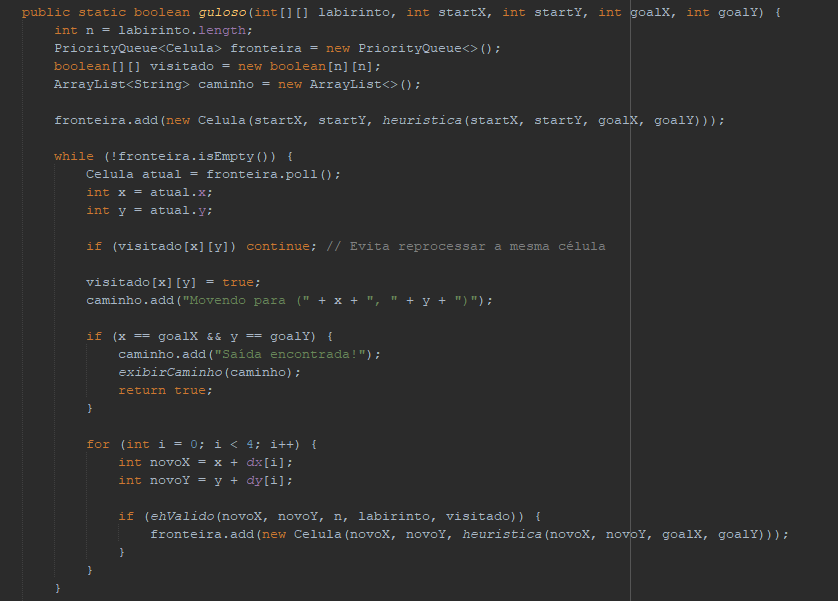 public static boolean guloso(int[][] labirinto, int startX, int startY, int goalX, int goalY) {
    int n = labirinto.length;
    PriorityQueue<Celula> fronteira = new PriorityQueue<>();
    boolean[][] visitado = new boolean[n][n];
    ArrayList<String> caminho = new ArrayList<>();

    fronteira.add(new Celula(startX, startY, heuristica(startX, startY, goalX, goalY)));

    while (!fronteira.isEmpty()) {
        Celula atual = fronteira.poll();
        int x = atual.x;
        int y = atual.y;

        if (visitado[x][y]) continue; // Evita reprocessar a mesma célula

        visitado[x][y] = true;
        caminho.add("Movendo para (" + x + ", " + y + ")");

        if (x == goalX && y == goalY) {
            caminho.add("Saída encontrada!");
            exibirCaminho(caminho);
            return true;
        }

        for (int i = 0; i < 4; i++) {
            int novoX = x + dx[i];
            int novoY = y + dy[i];

            if (ehValido(novoX, novoY, n, labirinto, visitado)) {
                fronteira.add(new Celula(novoX, novoY, heuristica(novoX, novoY, goalX, goalY)));
            }
        }
    }